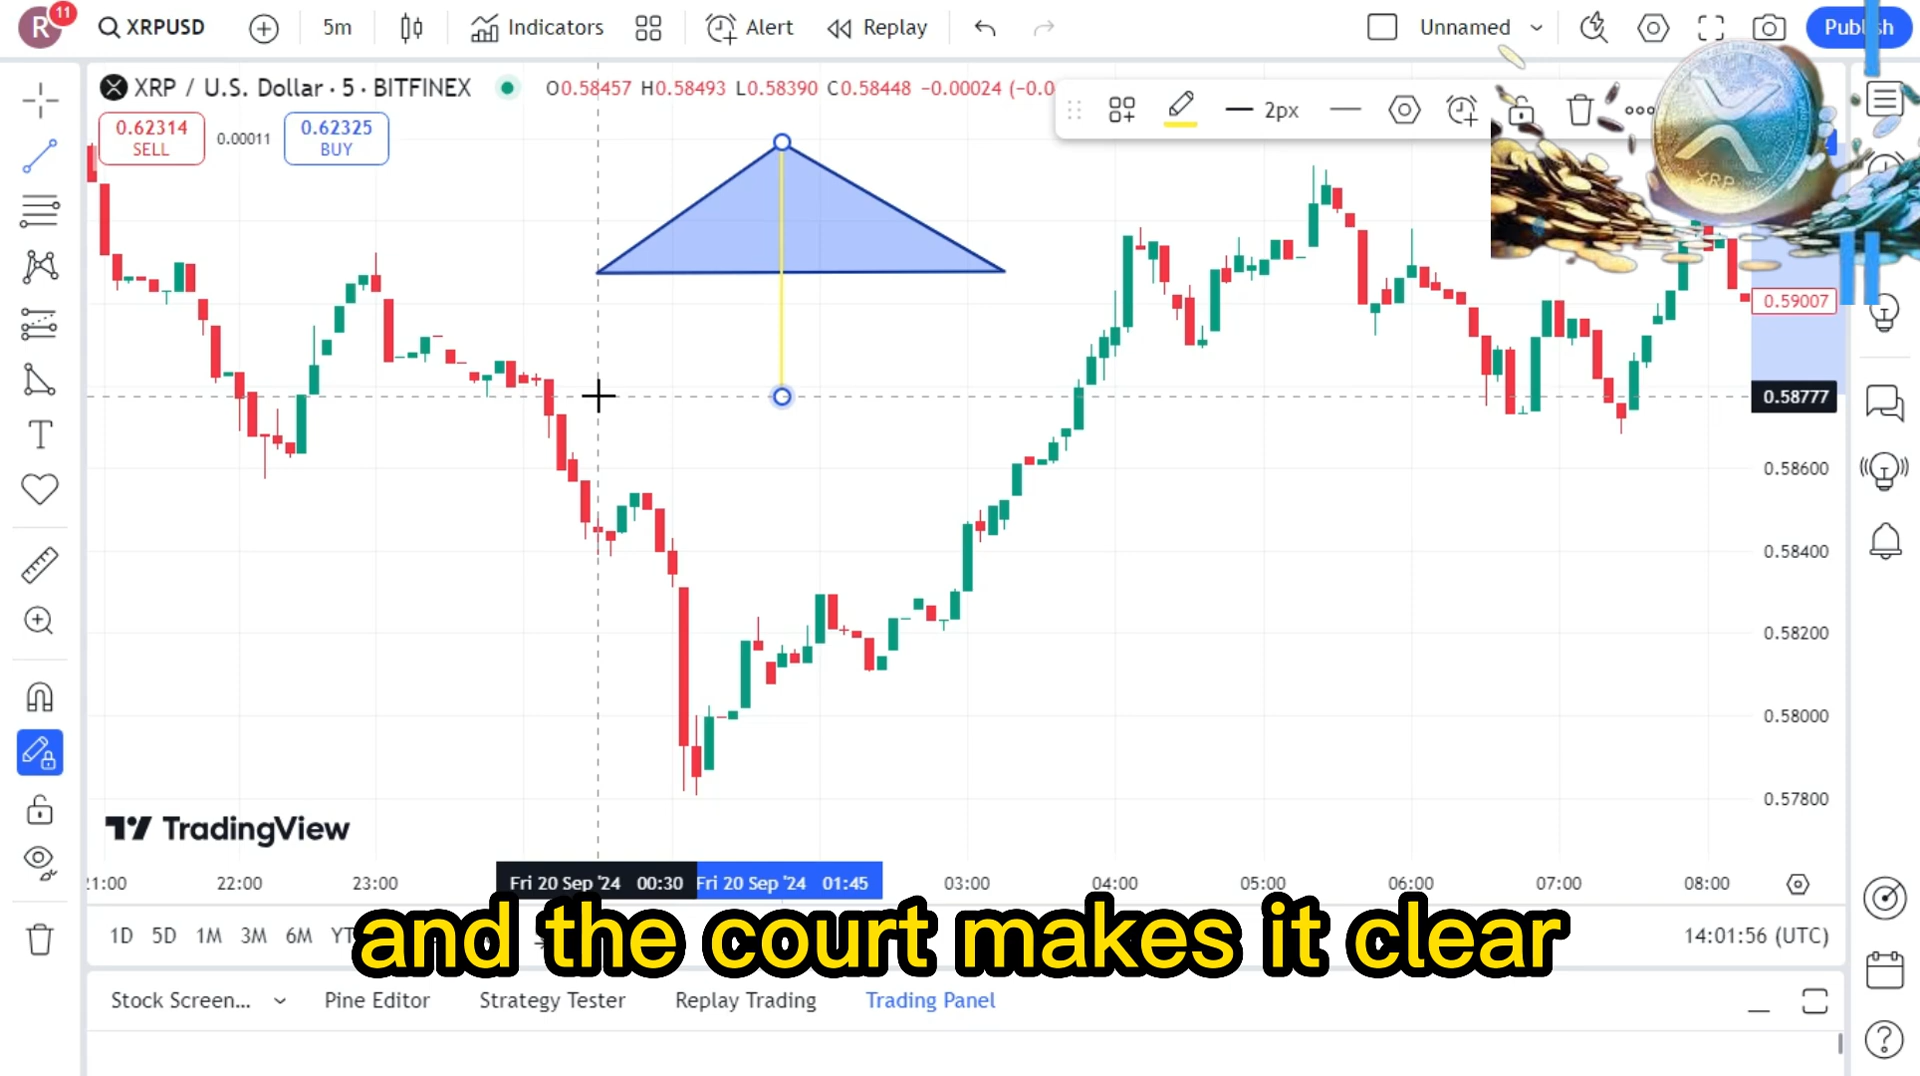 R
11
XRPUSD
5m
Indicators
Alert
Replay
Unnamed
Publish
XRP / U.S. Dollar · 5 · BITFINEX
O0.58457 H0.58493 L0.58390 C0.58448 −0.00024 (−0.0
2px
0.62314
SELL
0.00011
0.62325
BUY
XRP
0.59007
0.58777
0.58600
0.58400
0.58200
0.58000
0.57800
TradingView
21:00
22:00
23:00
Fri 20 Sep '24 00:30
Fri 20 Sep '24 01:45
03:00
04:00
05:00
06:00
07:00
08:00
1D 5D 1M 3M 6M
14:01:56 (UTC)
and the court makes it clear
Stock Screen...
Pine Editor
Strategy Tester
Replay Trading
Trading Panel